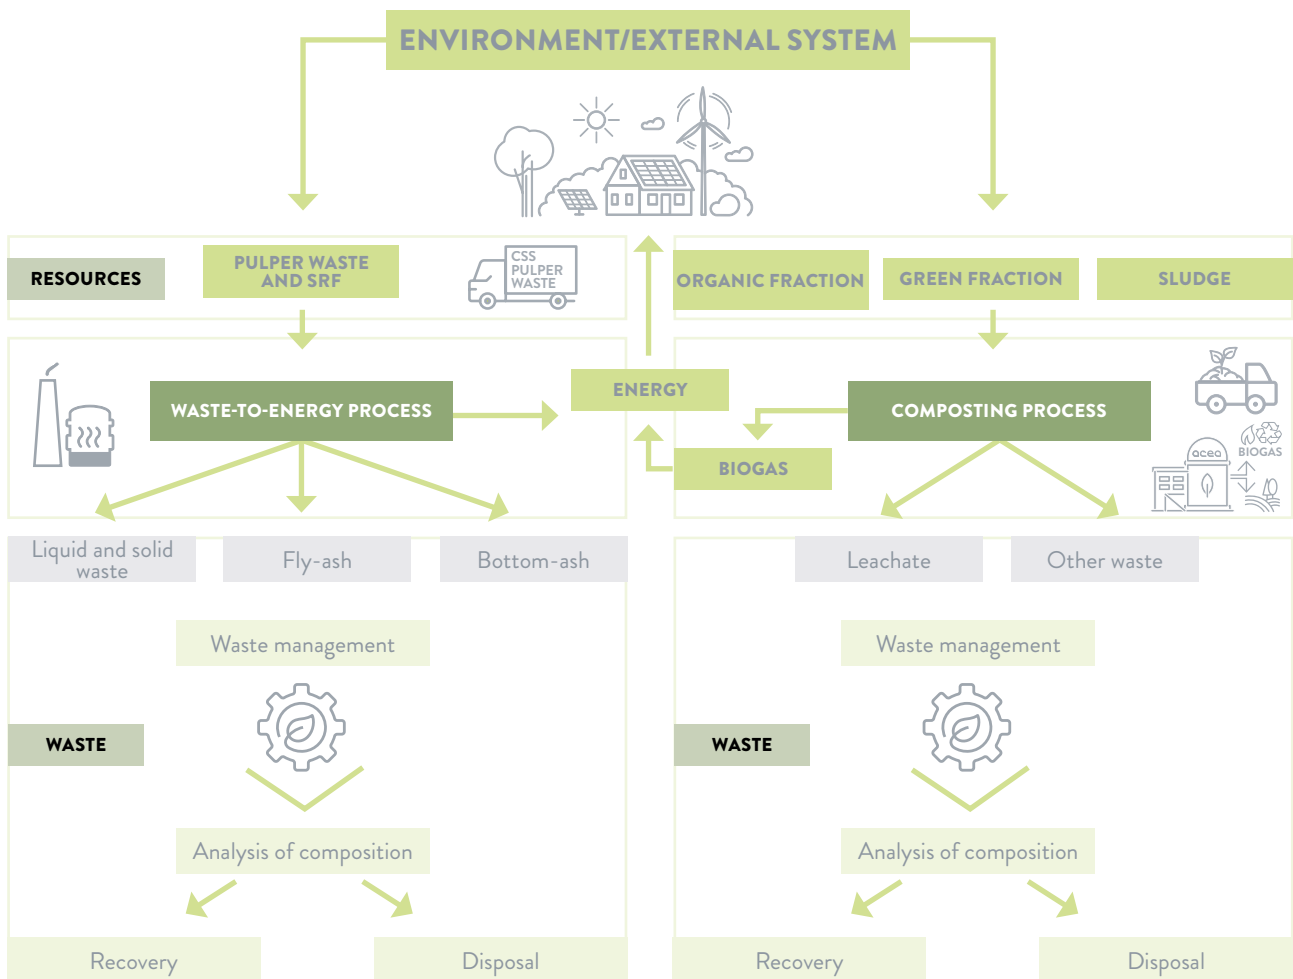 ENVIRONMENT/EXTERNAL SYSTEM
RESOURCES
PULPER WASTE
AND SRF
CSS
PULPER
WASTE
ORGANIC FRACTION
GREEN FRACTION
SLUDGE
WASTE-TO-ENERGY PROCESS
ENERGY
COMPOSTING PROCESS
BIOGAS
acea
BIOGAS
Liquid and solid
waste
Fly-ash
Bottom-ash
Leachate
Other waste
Waste management
Waste management
WASTE
WASTE
Analysis of composition
Analysis of composition
Recovery
Disposal
Recovery
Disposal